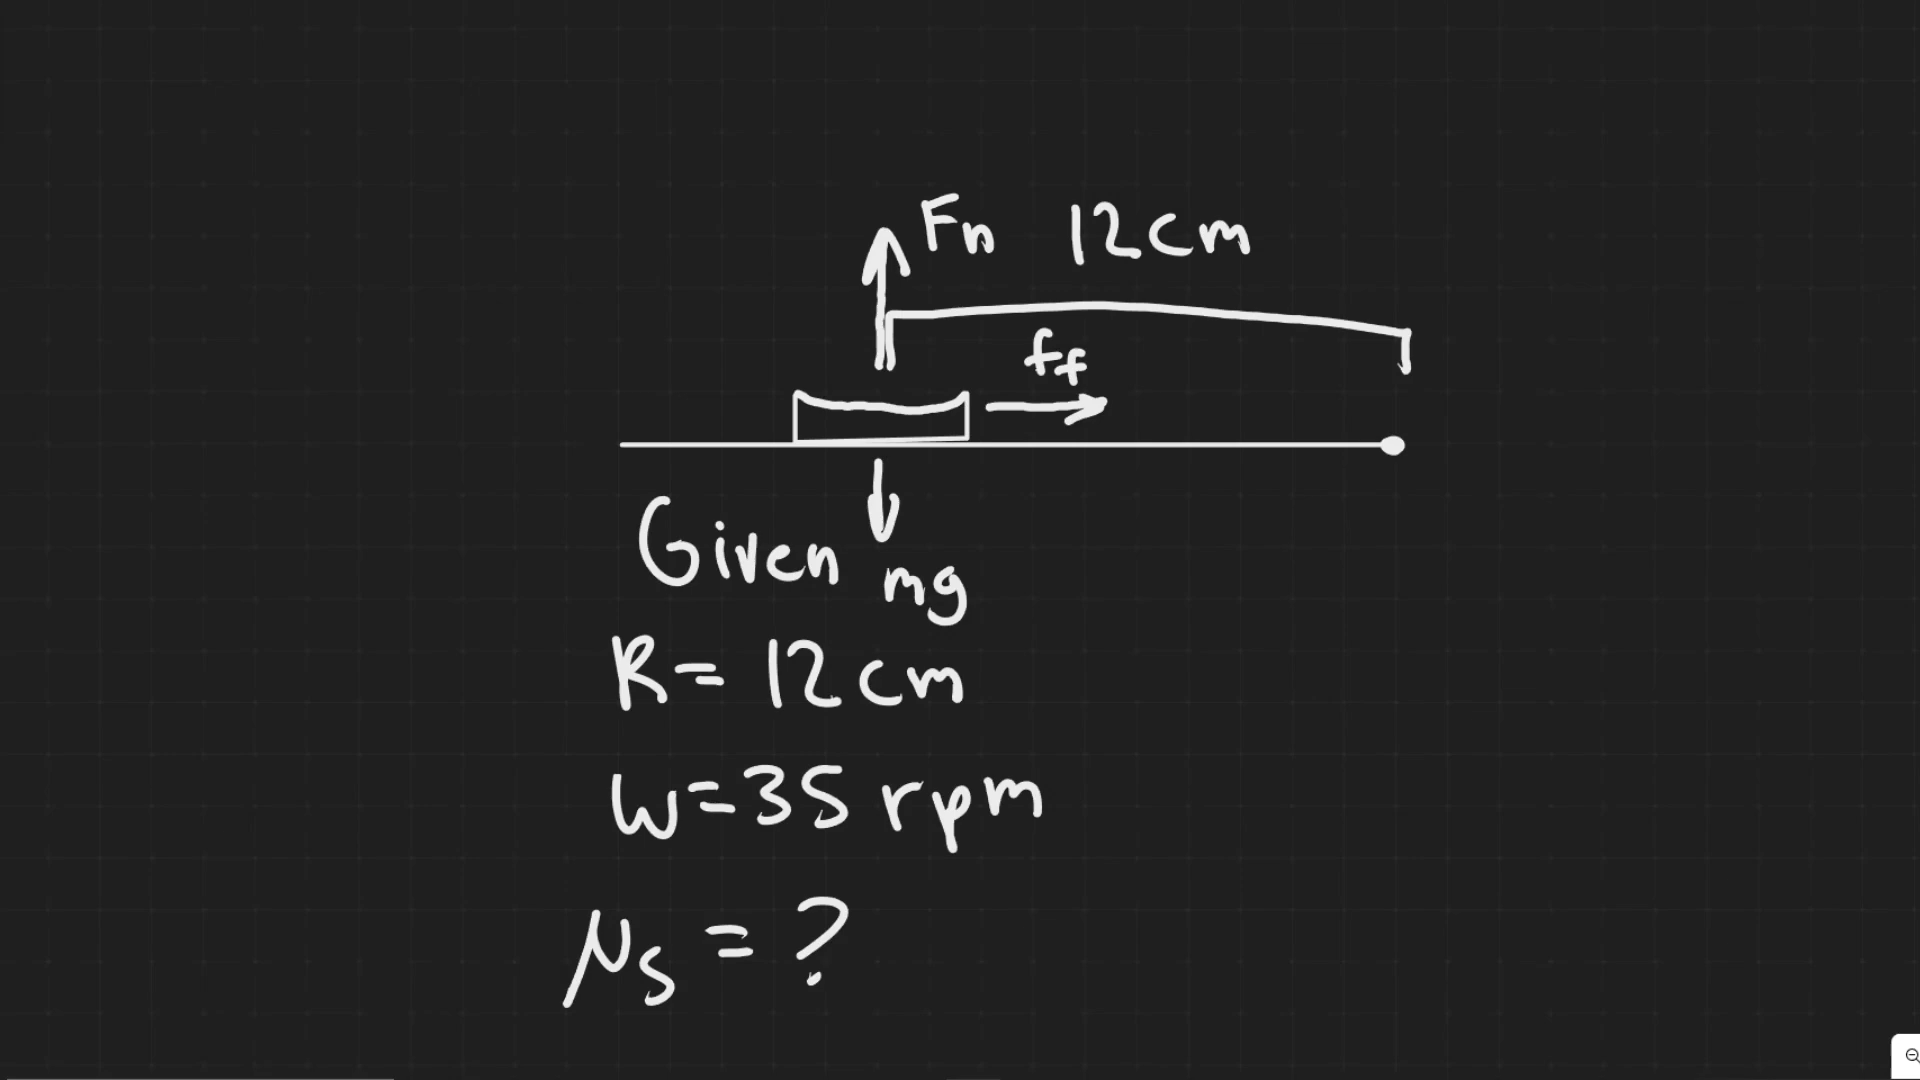 Fn 12cm
ff
Given
mg
R= 12cm
W=35 rpm
μs = ?